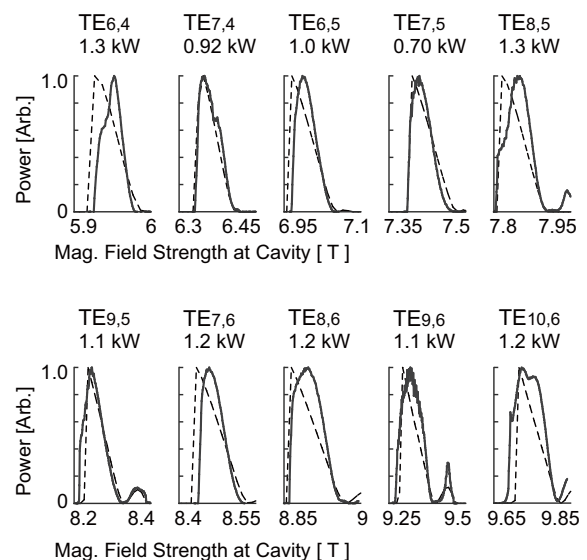 TE6,4 TE7,4 TE6,5 TE7,5 TE8,5
1.3 kW 0.92 kW 1.0 kW 0.70 kW 1.3 kW
Power [Arb.]
1.0
0
5.9 6 6.3 6.45 6.95 7.1 7.35 7.5 7.8 7.95
Mag. Field Strength at Cavity [ T ]
TE9,5 TE7,6 TE8,6 TE9,6 TE10,6
1.1 kW 1.2 kW 1.2 kW 1.1 kW 1.2 kW
Power [Arb.]
1.0
0
8.2 8.4 8.4 8.55 8.85 9 9.25 9.5 9.65 9.85
Mag. Field Strength at Cavity [ T ]